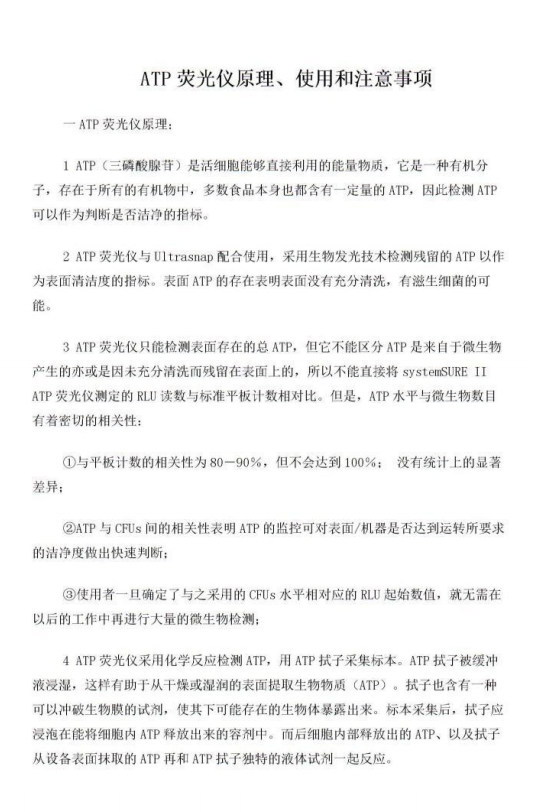 ATP 荧光仪原理、使用和注意事项
一 ATP 荧光仪原理；
1 ATP（三磷酸腺苷）是活细胞能够直接利用的能量物质，它是一种有机分
子，存在于所有的有机物中，多数食品本身也都含有一定量的 ATP，因此检测 ATP
可以作为判断是否洁净的指标。
2 ATP 荧光仪与 Ultrasnap 配合使用，采用生物发光技术检测残留的 ATP 以作
为表面清洁度的指标。表面 ATP 的存在表明表面没有充分清洗，有滋生细菌的可
能。
3 ATP 荧光仪只能检测表面存在的总 ATP，但它不能区分 ATP 是来自于微生物
产生的亦或是因未充分清洗而残留在表面上的，所以不能直接将 systemSURE II
ATP 荧光仪测定的 RLU 读数与标准平板计数相对比。但是，ATP 水平与微生物数目
有着密切的相关性：
①与平板计数的相关性为 80－90％，但不会达到 100％； 没有统计上的显著
差异；
②ATP 与 CFUs 间的相关性表明 ATP 的监控可对表面/机器是否达到运转所要求
的洁净度做出快速判断；
③使用者一旦确定了与之采用的 CFUs 水平相对应的 RLU 起始数值，就无需在
以后的工作中再进行大量的微生物检测；
4 ATP 荧光仪采用化学反应检测 ATP，用 ATP 拭子采集标本。ATP 拭子被缓冲
液浸湿，这样有助于从干燥或湿润的表面提取生物物质（ATP）。拭子也含有一种
可以冲破生物膜的试剂，使其下可能存在的生物体暴露出来。标本采集后，拭子应
浸泡在能将细胞内 ATP 释放出来的容剂中。而后细胞内部释放出的 ATP、以及拭子
从设备表面抹取的 ATP 再和 ATP 拭子独特的液体试剂一起反应。